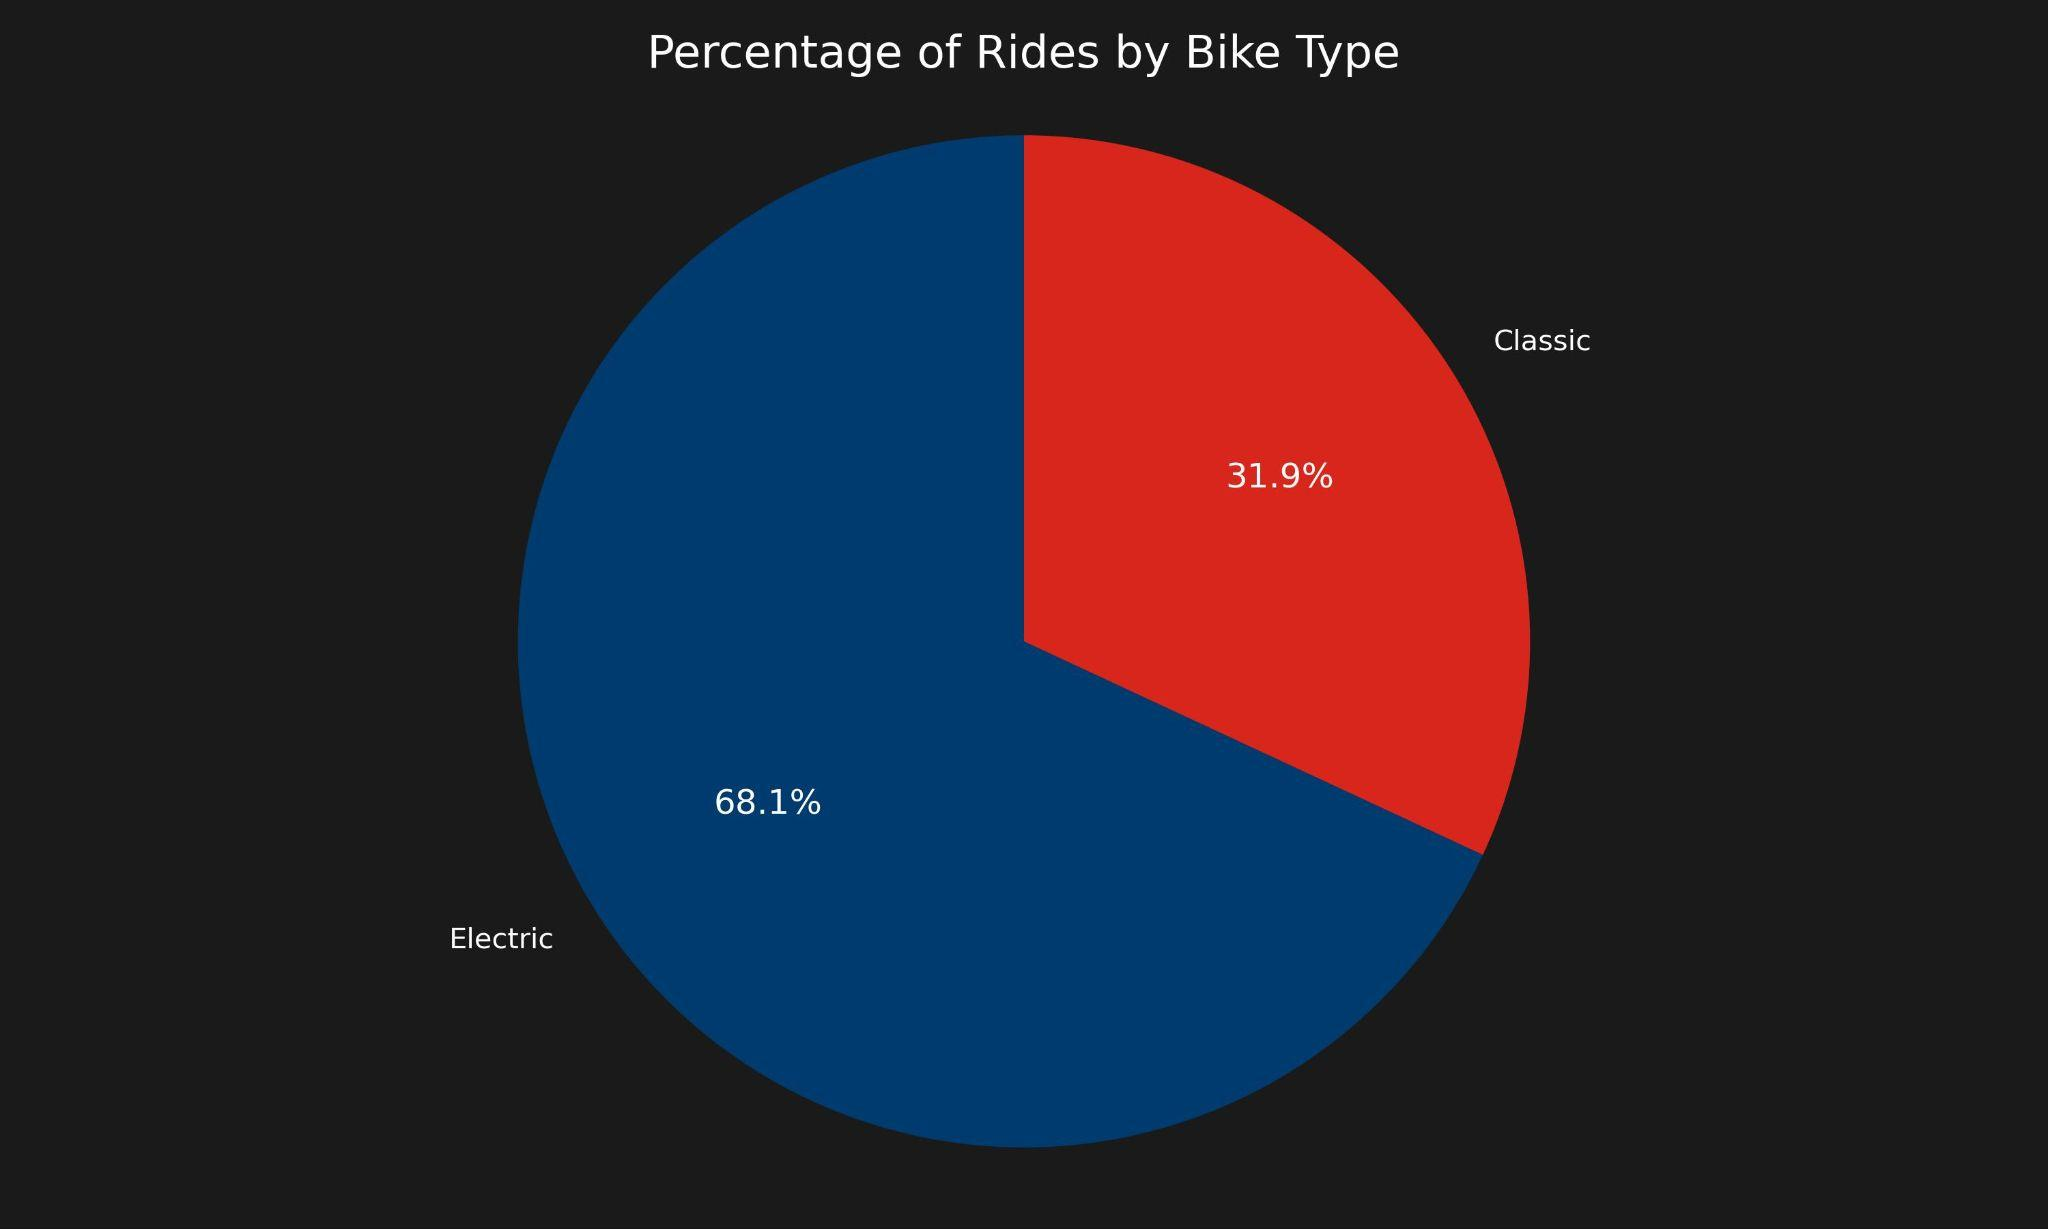 Percentage of Rides by Bike Type
Classic
31.9%
68.1%
Electric